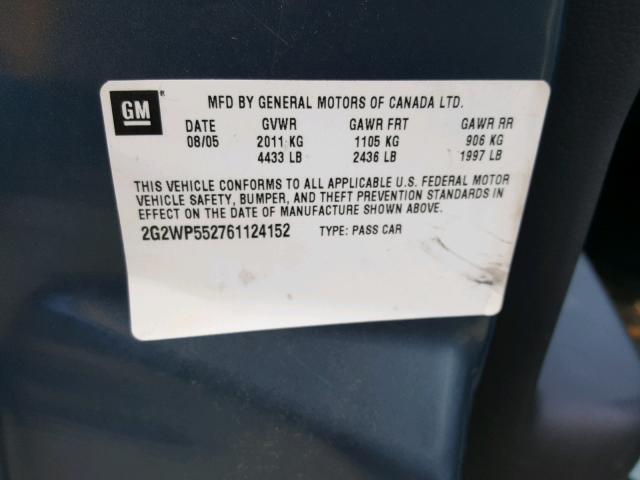 GM ® MFD BY GENERAL MOTORS OF CANADA LTD.
DATE GVWR GAWR FRT GAWR RR
08/05 2011 KG 1105 KG 906 KG
4433 LB 2436 LB 1997 LB
THIS VEHICLE CONFORMS TO ALL APPLICABLE U.S. FEDERAL MOTOR
VEHICLE SAFETY, BUMPER, AND THEFT PREVENTION STANDARDS IN
EFFECT ON THE DATE OF MANUFACTURE SHOWN ABOVE.
2G2WP552761124152 TYPE: PASS CAR